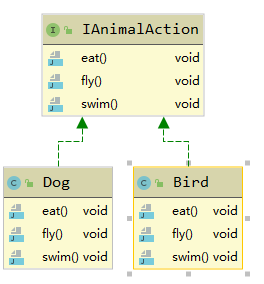 I IAnimalAction
eat() void
fly() void
swim() void
C Dog
eat() void
fly() void
swim() void
C Bird
eat() void
fly() void
swim() void